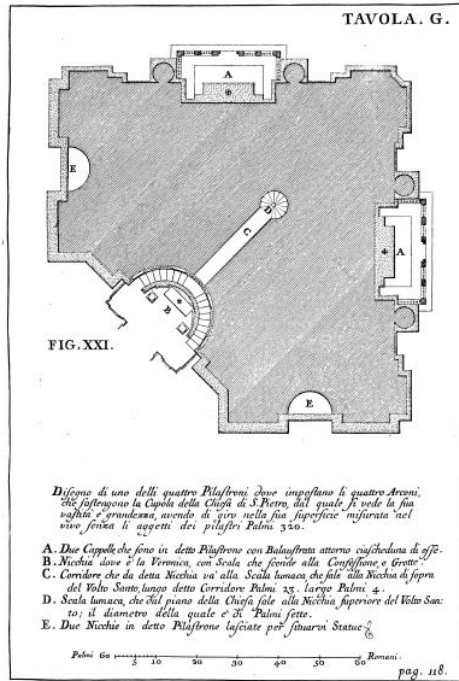 TAVOLA. G.
A
E
D
C
A
B
FIG. XXI.
E
Disegno di uno delli quattro Pilastroni dove impostano li quattro Arconi,
che sostengono la Cupola della Chiesa di S. Pietro, dal quale si vede la sua
vastità e grandezza, avendo di giro nella sua superficie misurata nel
vivo senza li aggetti dei pilastri Palmi 320.
A. Due Cappelle, che sono in detto Pilastrone con Balaustrata attorno ciascheduna di esse.
B. Nicchia dove è la Veronica, con Scala che scende alla Confessione, e Grotte.
C. Corridore che da detta Nicchia và alla Scala lumaca, che sale alla Nicchia di sopra
del Volto Santo, lungo detto Corridore Palmi 23. largo Palmi 4.
D. Scala lumaca, che dal piano della Chiesa sale alla Nicchia superiore del Volto San=
to; il diametro della quale e di Palmi sette.
E. Due Nicchie in detto Pilastrone lasciate per situarvi Statue
Palmi 60 5 10 20 30 40 50 60 Romani.
pag. 118.